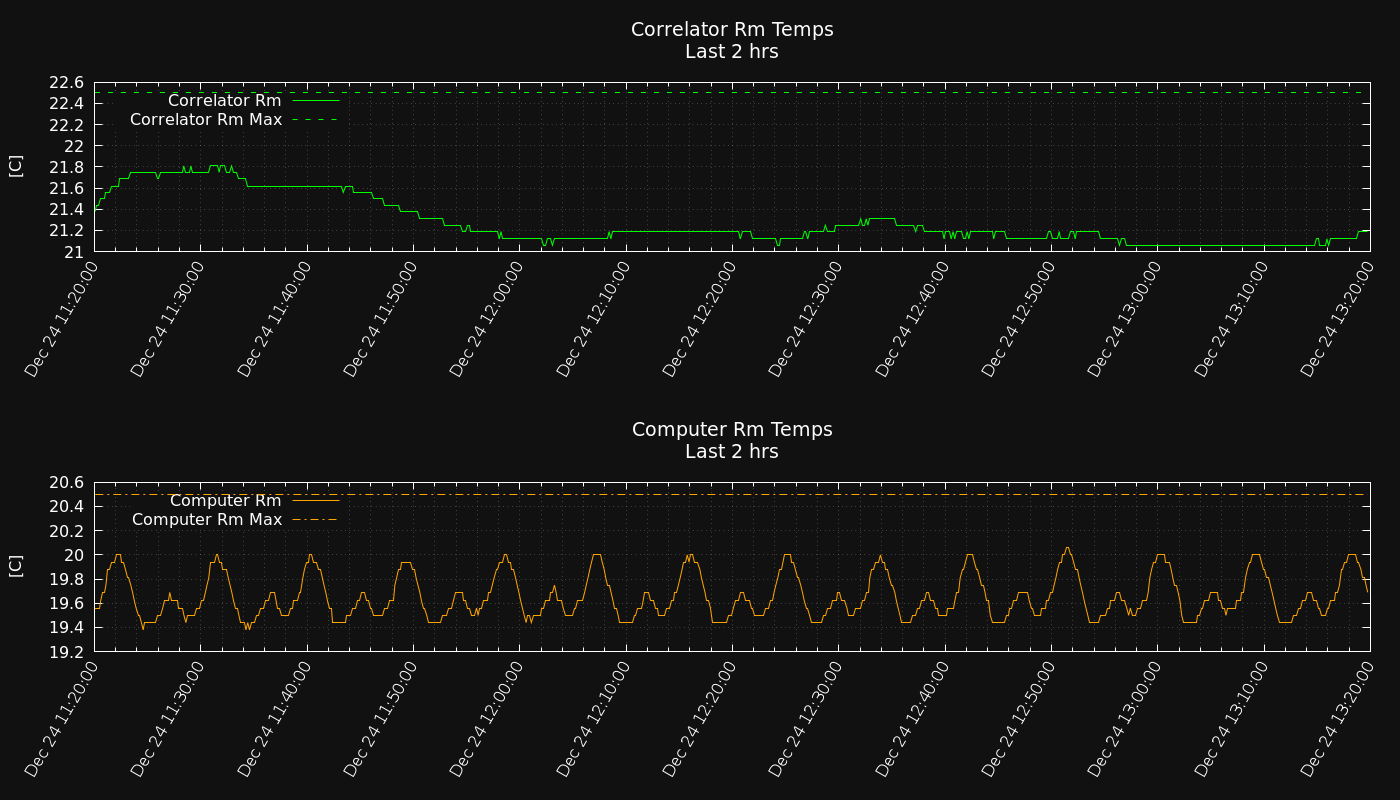 Correlator Rm Temps
Last 2 hrs
22.6
22.4
22.2
22
21.8
21.6
21.4
21.2
21
[C]
Correlator Rm
Correlator Rm Max
Dec 24 11:20:00
Dec 24 11:30:00
Dec 24 11:40:00
Dec 24 11:50:00
Dec 24 12:00:00
Dec 24 12:10:00
Dec 24 12:20:00
Dec 24 12:30:00
Dec 24 12:40:00
Dec 24 12:50:00
Dec 24 13:00:00
Dec 24 13:10:00
Dec 24 13:20:00
Computer Rm Temps
Last 2 hrs
20.6
20.4
20.2
20
19.8
19.6
19.4
19.2
[C]
Computer Rm
Computer Rm Max
Dec 24 11:20:00
Dec 24 11:30:00
Dec 24 11:40:00
Dec 24 11:50:00
Dec 24 12:00:00
Dec 24 12:10:00
Dec 24 12:20:00
Dec 24 12:30:00
Dec 24 12:40:00
Dec 24 12:50:00
Dec 24 13:00:00
Dec 24 13:10:00
Dec 24 13:20:00